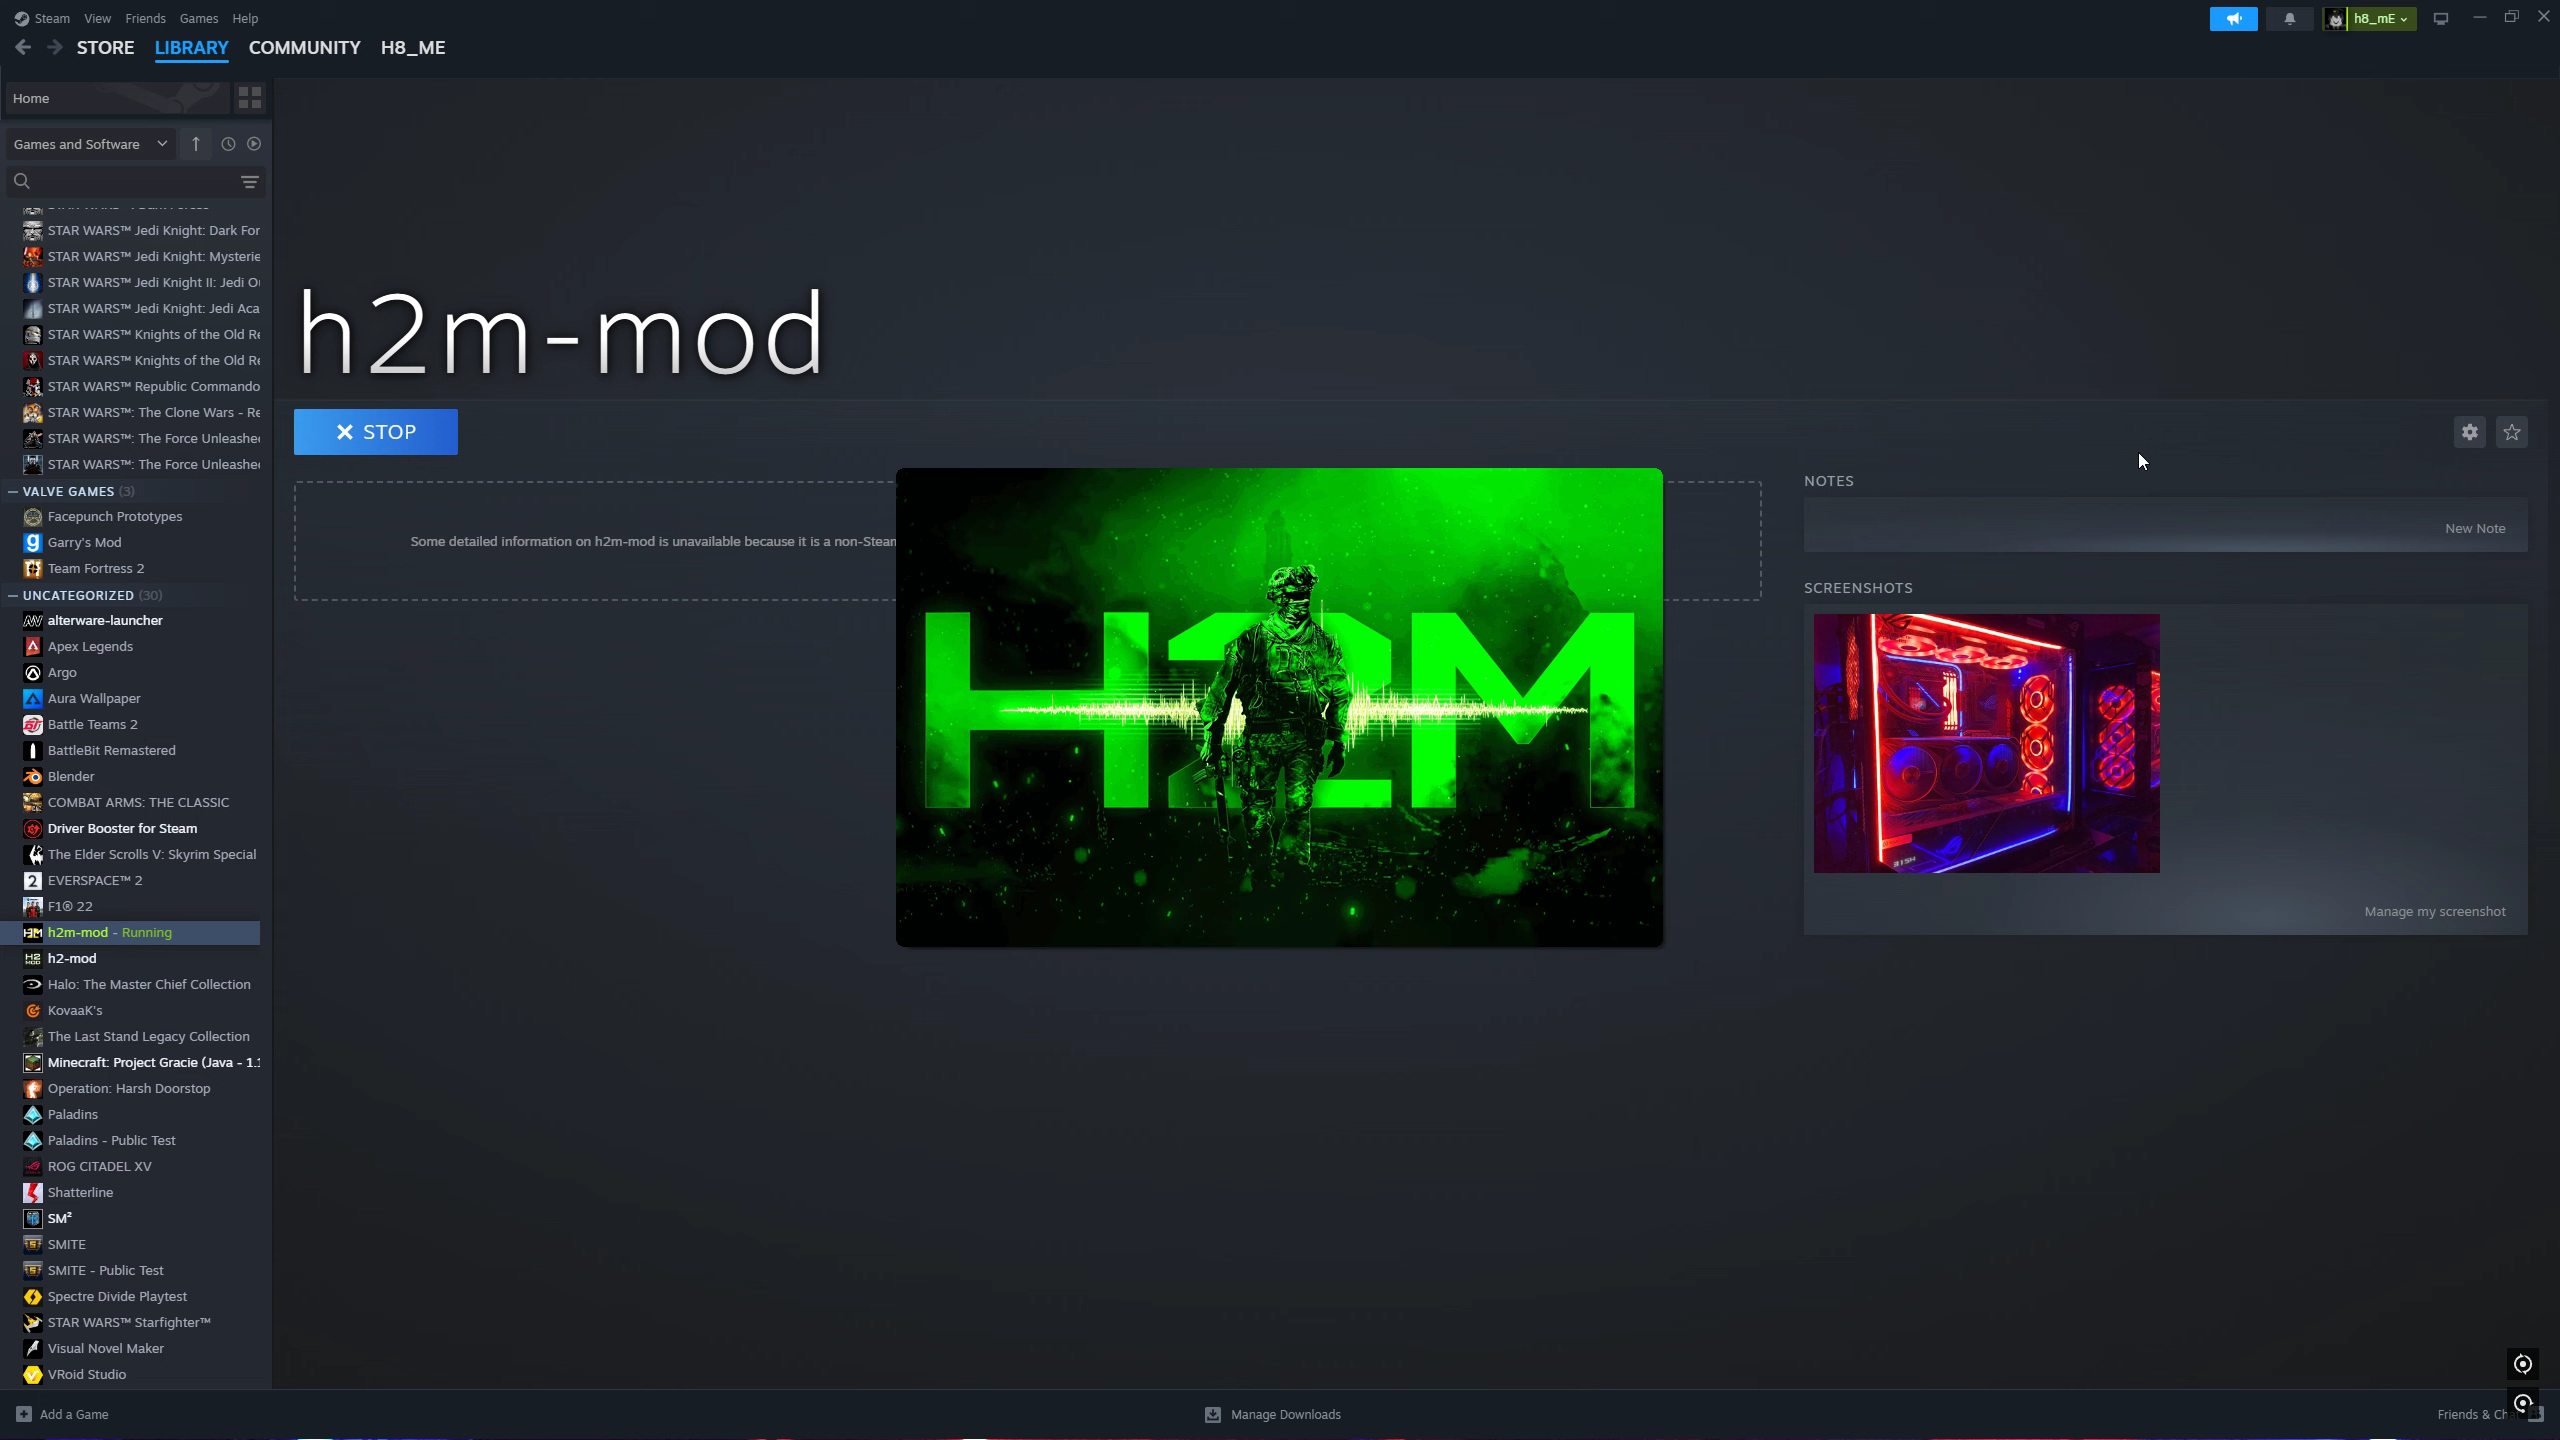 Steam View Friends Games Help
h8_mE
STORE LIBRARY COMMUNITY H8_ME
Home
Games and Software
STAR WARS™ Jedi Knight: Dark For
STAR WARS™ Jedi Knight: Mysterie
STAR WARS™ Jedi Knight II: Jedi O
STAR WARS™ Jedi Knight: Jedi Aca
STAR WARS™ Knights of the Old Re
STAR WARS™ Knights of the Old Re
STAR WARS™ Republic Commando
STAR WARS™: The Clone Wars - Re
STAR WARS™: The Force Unleashe
STAR WARS™: The Force Unleashe
VALVE GAMES (3)
Facepunch Prototypes
Garry's Mod
Team Fortress 2
UNCATEGORIZED (30)
alterware-launcher
Apex Legends
Argo
Aura Wallpaper
Battle Teams 2
BattleBit Remastered
Blender
COMBAT ARMS: THE CLASSIC
Driver Booster for Steam
The Elder Scrolls V: Skyrim Special
EVERSPACE™ 2
F1® 22
h2m-mod - Running
h2-mod
Halo: The Master Chief Collection
KovaaK's
The Last Stand Legacy Collection
Minecraft: Project Gracie (Java - 1.1
Operation: Harsh Doorstop
Paladins
Paladins - Public Test
ROG CITADEL XV
Shatterline
SM²
SMITE
SMITE - Public Test
Spectre Divide Playtest
STAR WARS™ Starfighter™
Visual Novel Maker
VRoid Studio
h2m-mod
STOP
Some detailed information on h2m-mod is unavailable because it is a non-Steam
H2M
NOTES
New Note
SCREENSHOTS
Manage my screenshot
Add a Game
Manage Downloads
Friends & Ch